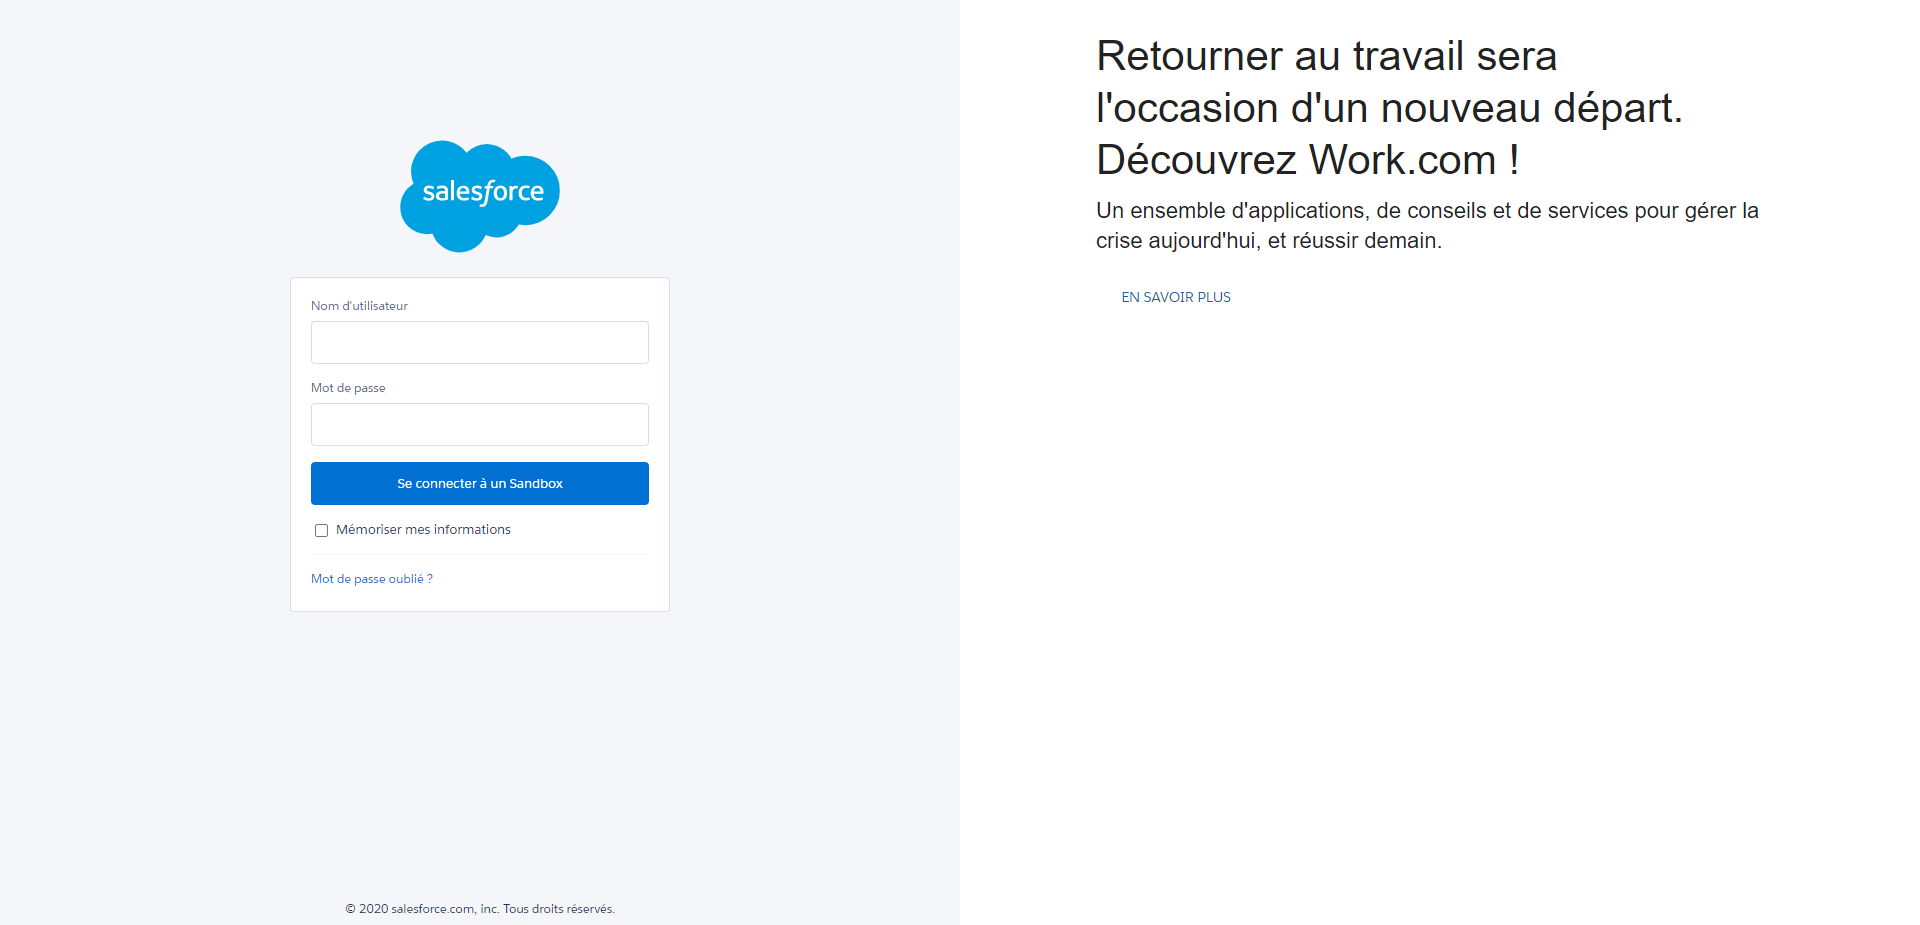 salesforce
Nom d'utilisateur
Mot de passe
Se connecter à un Sandbox
Mémoriser mes informations
Mot de passe oublié ?
© 2020 salesforce.com, inc. Tous droits réservés.
Retourner au travail sera
l'occasion d'un nouveau départ.
Découvrez Work.com !
Un ensemble d'applications, de conseils et de services pour gérer la
crise aujourd'hui, et réussir demain.
EN SAVOIR PLUS